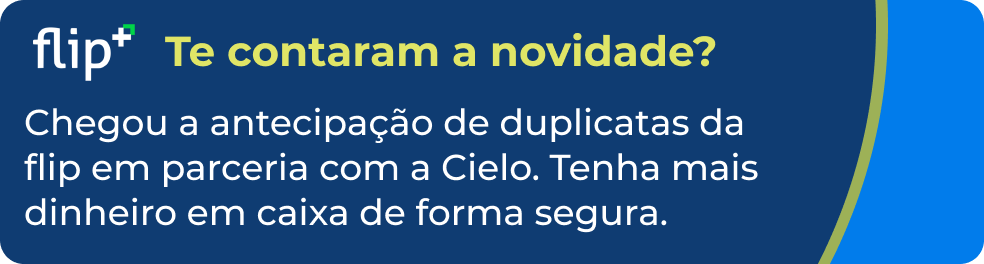 flip+ Te contaram a novidade?
Chegou a antecipação de duplicatas da
flip em parceria com a Cielo. Tenha mais
dinheiro em caixa de forma segura.